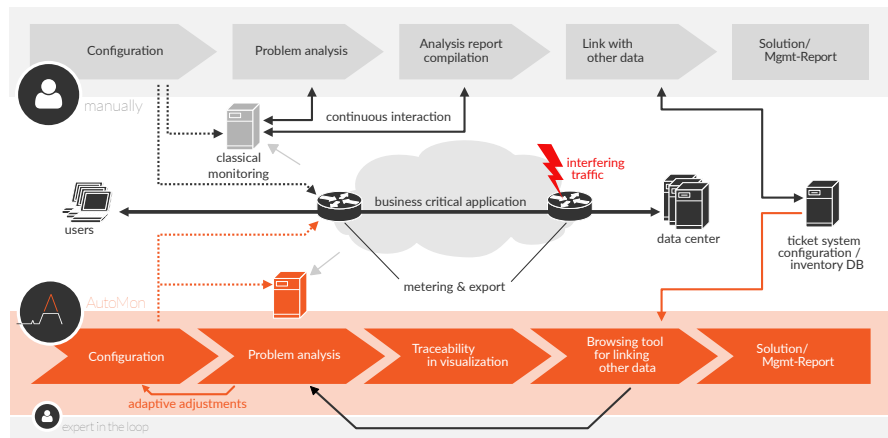 Configuration
Problem analysis
Analysis report
compilation
Link with
other data
Solution/
Mgmt-Report
manually
continuous interaction
classical
monitoring
interfering
traffic
business critical application
users
data center
ticket system
configuration /
inventory DB
metering & export
AutoMon
Configuration
Problem analysis
Traceability
in visualization
Browsing tool
for linking
other data
Solution/
Mgmt-Report
adaptive adjustments
expert in the loop